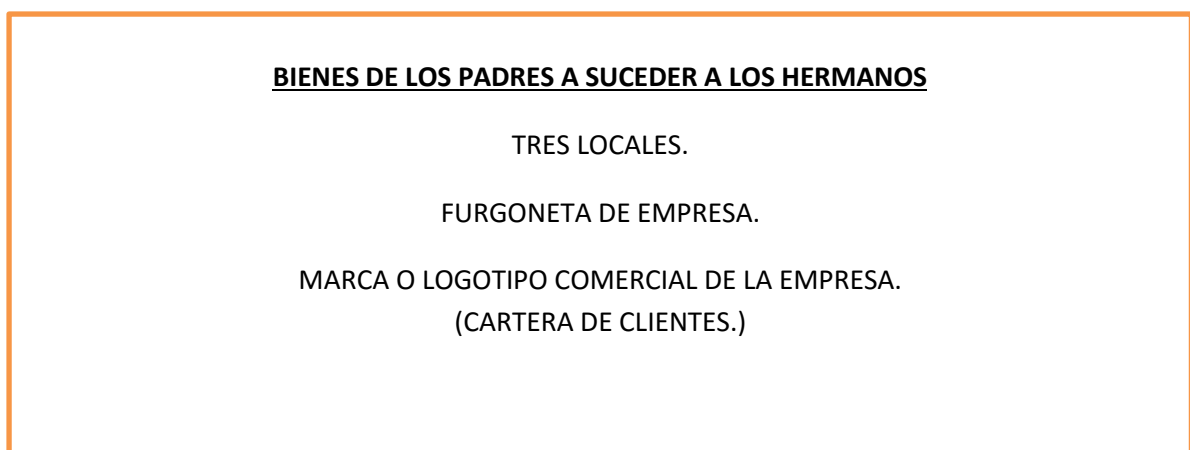 BIENES DE LOS PADRES A SUCEDER A LOS HERMANOS
TRES LOCALES.
FURGONETA DE EMPRESA.
MARCA O LOGOTIPO COMERCIAL DE LA EMPRESA.
(CARTERA DE CLIENTES.)